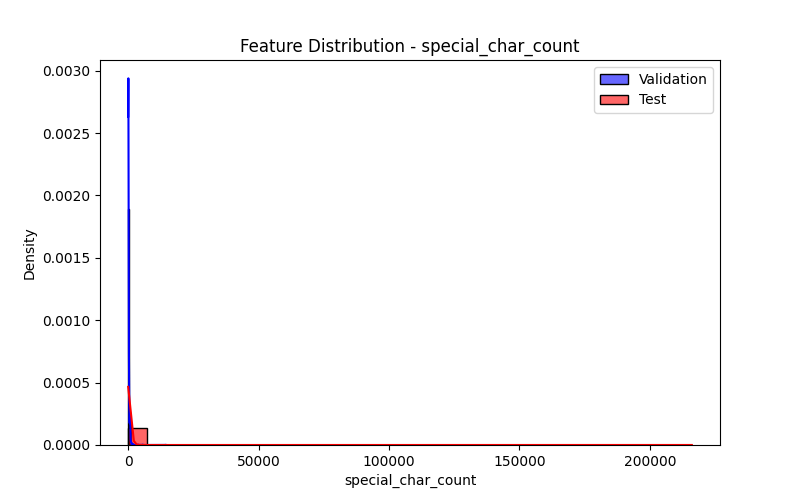 Feature Distribution - special_char_count
Validation
Test
Density
0.0030
0.0025
0.0020
0.0015
0.0010
0.0005
0.0000
0
50000
100000
150000
200000
special_char_count